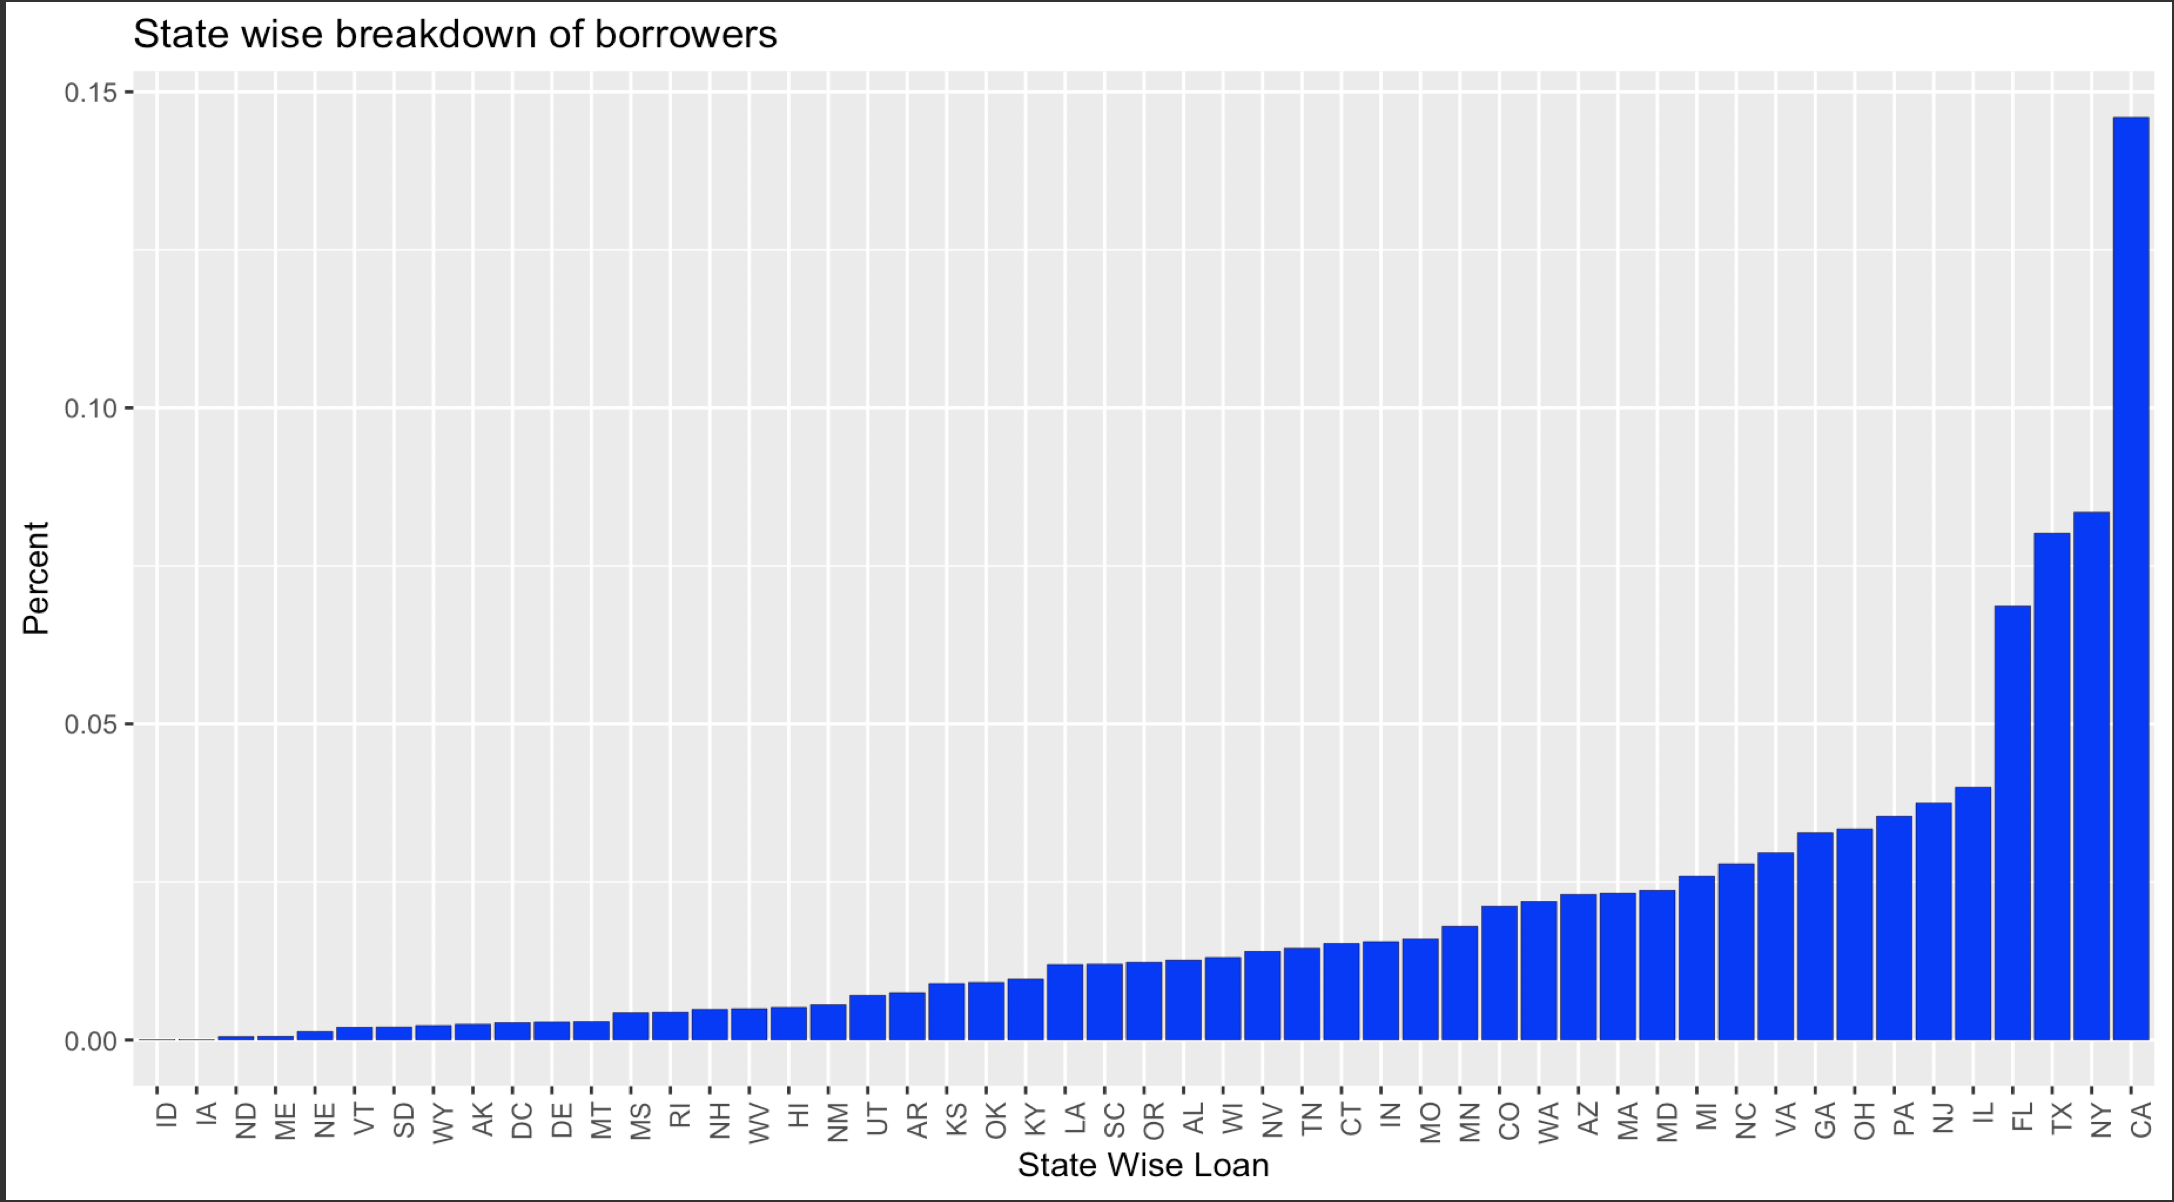 State wise breakdown of borrowers
0.15
0.10
0.05
0.00
Percent
ID IA ND ME NE VT SD WY AK DC DE MT MS RI NH WV HI NM UT AR KS OK KY LA SC OR AL WI NV TN CT IN MO MN CO WA AZ MA MD MI NC VA GA OH PA NJ IL FL TX NY CA
State Wise Loan